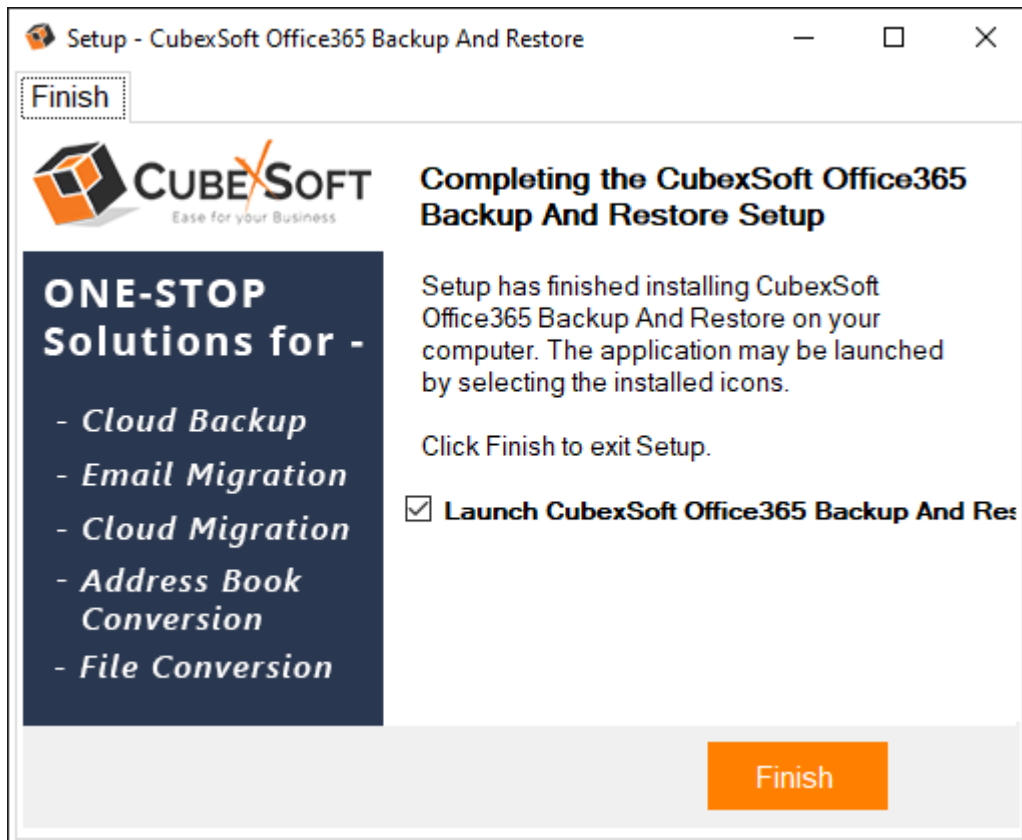 Setup - CubexSoft Office365 Backup And Restore
Finish
CUBEXSOFT
Ease for your Business
ONE-STOP
Solutions for -
- Cloud Backup
- Email Migration
- Cloud Migration
- Address Book
Conversion
- File Conversion
Completing the CubexSoft Office365
Backup And Restore Setup
Setup has finished installing CubexSoft
Office365 Backup And Restore on your
computer. The application may be launched
by selecting the installed icons.
Click Finish to exit Setup.
Launch CubexSoft Office365 Backup And Res
Finish